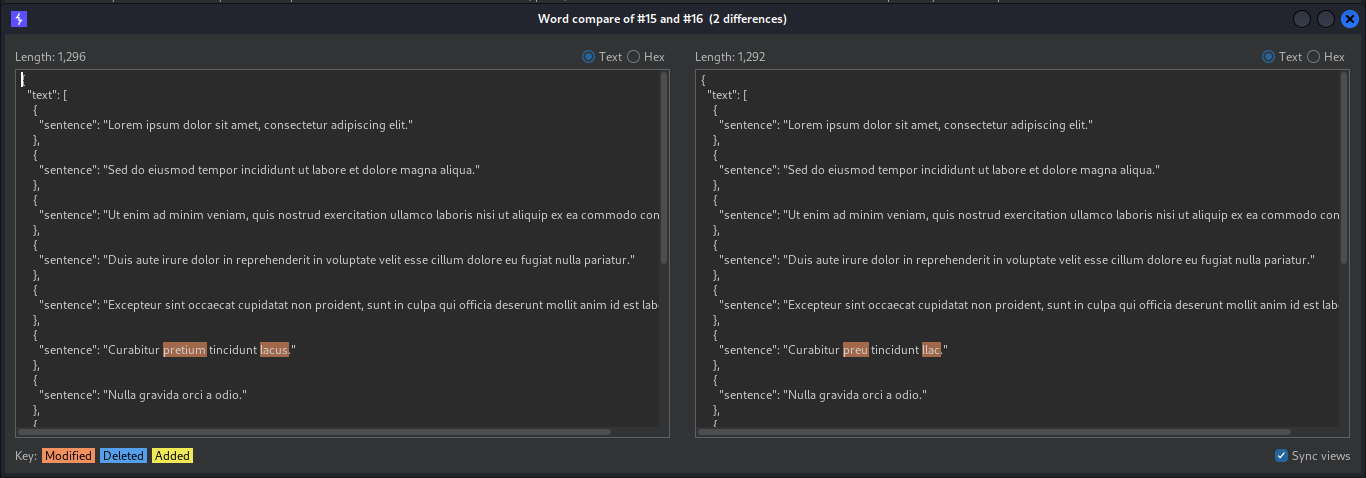 Word compare of #15 and #16 (2 differences)
Length: 1,296 Text Hex
{
"text": [
{
"sentence": "Lorem ipsum dolor sit amet, consectetur adipiscing elit."
},
{
"sentence": "Sed do eiusmod tempor incididunt ut labore et dolore magna aliqua."
},
{
"sentence": "Ut enim ad minim veniam, quis nostrud exercitation ullamco laboris nisi ut aliquip ex ea commodo con
},
{
"sentence": "Duis aute irure dolor in reprehenderit in voluptate velit esse cillum dolore eu fugiat nulla pariatur."
},
{
"sentence": "Excepteur sint occaecat cupidatat non proident, sunt in culpa qui officia deserunt mollit anim id est lab
},
{
"sentence": "Curabitur pretium tincidunt lacus."
},
{
"sentence": "Nulla gravida orci a odio."
},
{
Length: 1,292 Text Hex
{
"text": [
{
"sentence": "Lorem ipsum dolor sit amet, consectetur adipiscing elit."
},
{
"sentence": "Sed do eiusmod tempor incididunt ut labore et dolore magna aliqua."
},
{
"sentence": "Ut enim ad minim veniam, quis nostrud exercitation ullamco laboris nisi ut aliquip ex ea commodo con
},
{
"sentence": "Duis aute irure dolor in reprehenderit in voluptate velit esse cillum dolore eu fugiat nulla pariatur."
},
{
"sentence": "Excepteur sint occaecat cupidatat non proident, sunt in culpa qui officia deserunt mollit anim id est lab
},
{
"sentence": "Curabitur preu tincidunt llac."
},
{
"sentence": "Nulla gravida orci a odio."
},
{
Key: Modified Deleted Added
Sync views